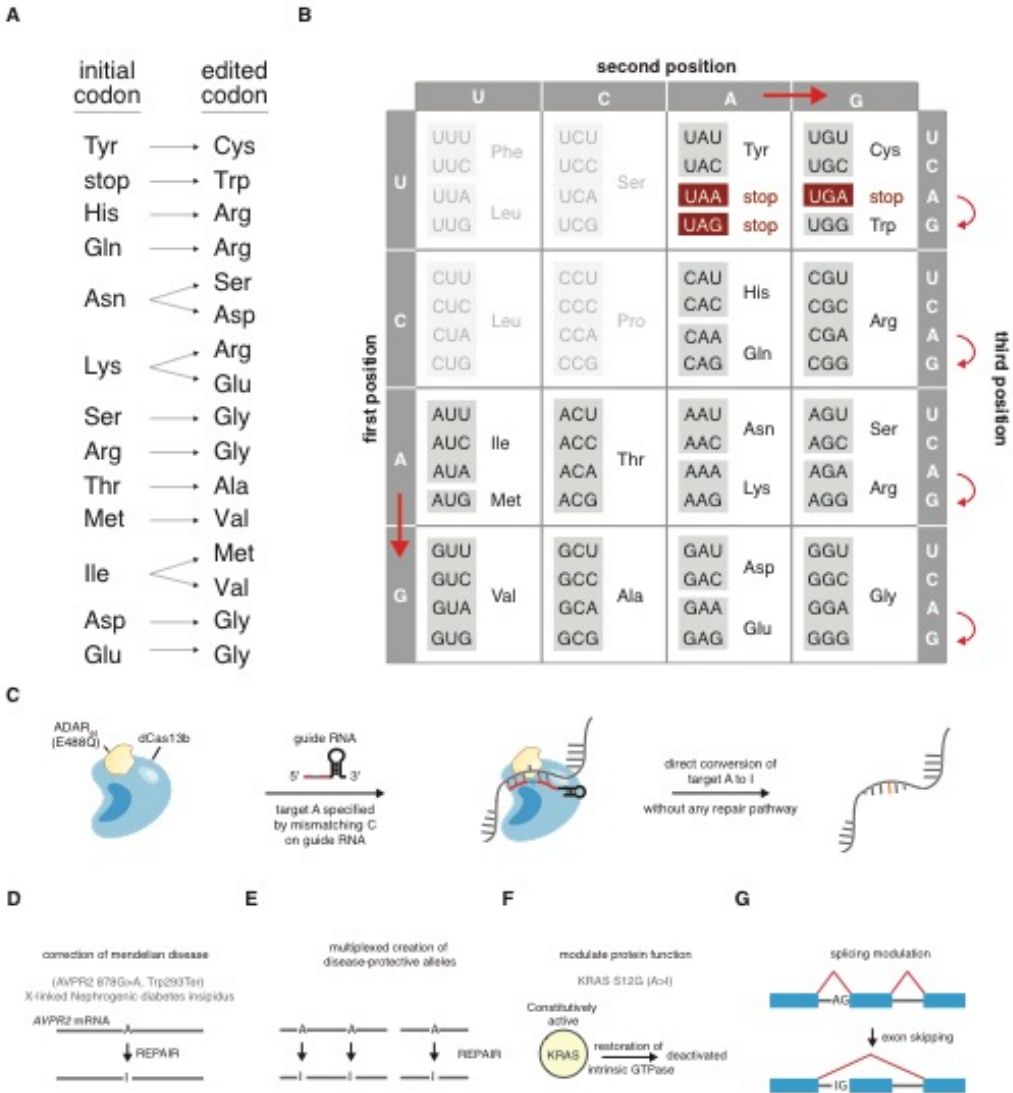 A
B
initial codon
edited codon
Tyr
Cys
stop
Trp
His
Arg
Gln
Arg
Asn
Ser
Asp
Lys
Arg
Glu
Ser
Gly
Arg
Gly
Thr
Ala
Met
Val
Ile
Met
Val
Asp
Gly
Glu
Gly
second position
U
C
A
G
first position
third position
U
UUU
UUC
Phe
UUA
UUG
Leu
UCU
UCC
UCA
UCG
Ser
UAU
UAC
Tyr
UAA stop
UAG stop
UGU
UGC
Cys
UGA stop
UGG Trp
U
C
A
G
C
CUU
CUC
CUA
CUG
Leu
CCU
CCC
CCA
CCG
Pro
CAU
CAC
His
CAA
CAG
Gln
CGU
CGC
CGA
CGG
Arg
U
C
A
G
A
AUU
AUC
AUA
Ile
AUG Met
ACU
ACC
ACA
ACG
Thr
AAU
AAC
Asn
AAA
AAG
Lys
AGU
AGC
Ser
AGA
AGG
Arg
U
C
A
G
G
GUU
GUC
GUA
GUG
Val
GCU
GCC
GCA
GCG
Ala
GAU
GAC
Asp
GAA
GAG
Glu
GGU
GGC
GGA
GGG
Gly
U
C
A
G
C
ADAR
(E488Q)
dCas13b
guide RNA
5' 3'
target A specified
by mismatching C
on guide RNA
direct conversion of
target A to I
without any repair pathway
D
correction of mendelian disease
(AVPR2 878G>A, Trp293Ter)
X-linked Nephrogenic diabetes insipidus
AVPR2 mRNA
A
REPAIR
I
E
multiplexed creation of
disease-protective alleles
A A A
REPAIR
I I I
F
modulate protein function
KRAS S12G (A>I)
Constitutively
active
KRAS
restoration of
intrinsic GTPase
deactivated
G
splicing modulation
AG
exon skipping
IG